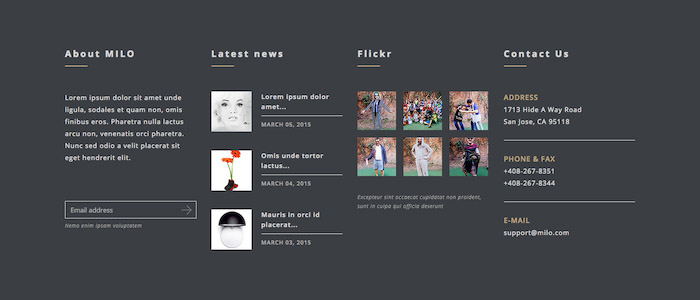 About MILO
Lorem ipsum dolor sit amet unde
ligula, sodales et quam non, omnis
finibus eros. Pharetra nulla lactus
arcu non, venenatis orci pharetra.
Nunc sed odio a velit placerat sit
eget hendrerit elit.
Email address
Nemo enim ipsam voluptatem
Latest news
Lorem ipsum dolor
amet...
MARCH 05, 2015
Omis unde tortor
lactus...
MARCH 04, 2015
Mauris in orci id
placerat...
MARCH 03, 2015
Flickr
Excepteur sint occaecat cupidatat non proident,
sunt in culpa qui officia deserunt
Contact Us
ADDRESS
1713 Hide A Way Road
San Jose, CA 95118
PHONE & FAX
+408-267-8351
+408-267-8344
E-MAIL
support@milo.com